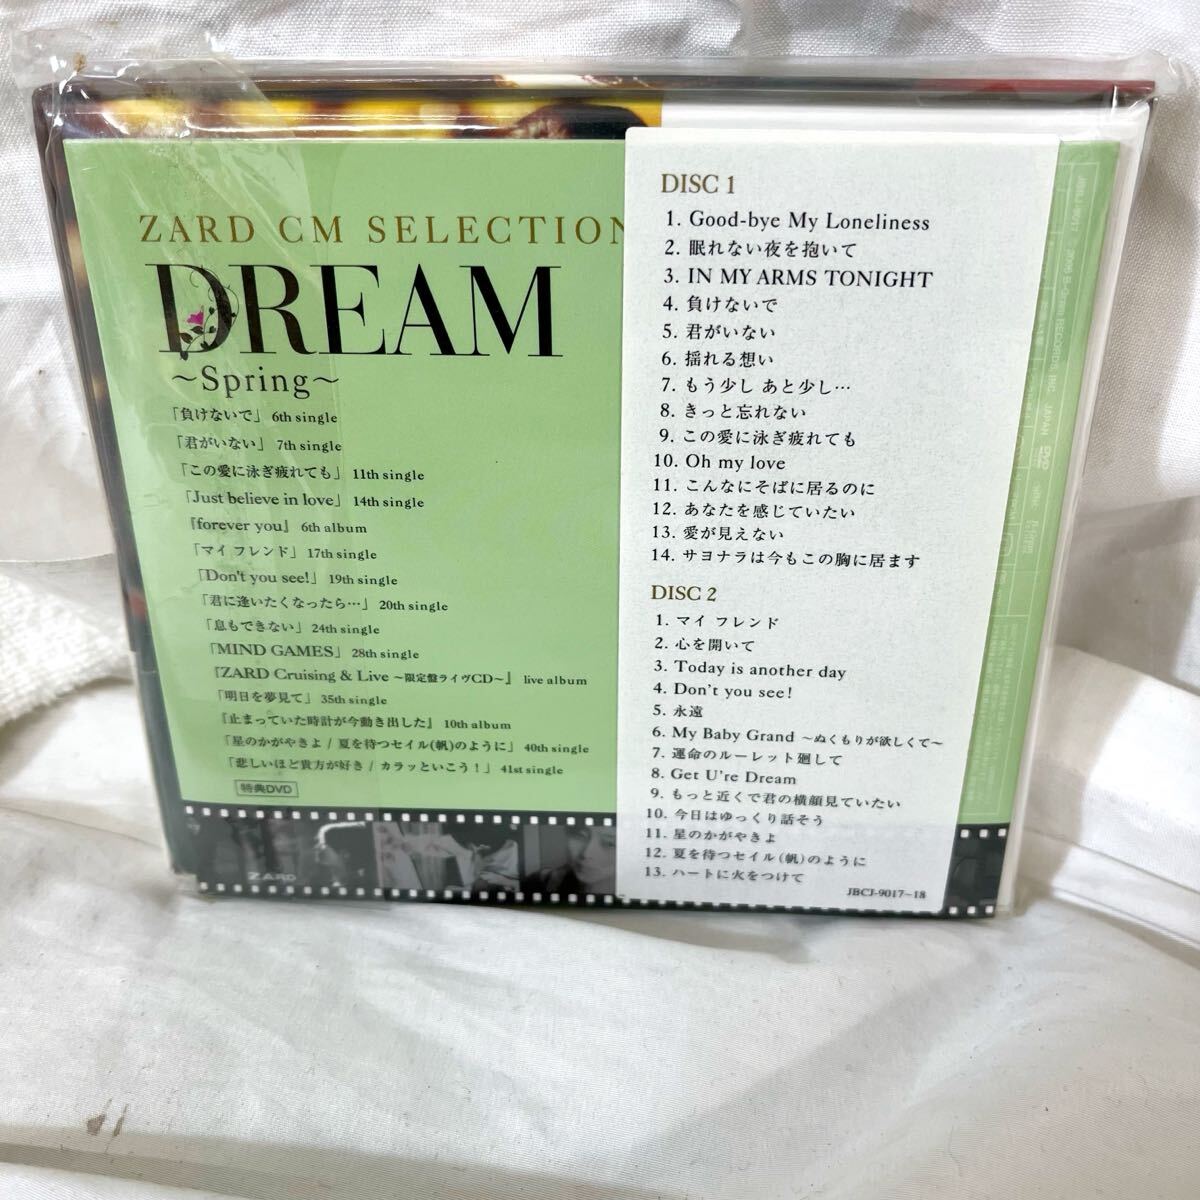 ZARD CM SELECTION
DREAM
~Spring~
「負けないで」 6th single
「君がいない」 7th single
「この愛に泳ぎ疲れても」 11th single
「Just believe in love」 14th single
『forever you』 6th album
「マイ フレンド」 17th single
「Don't you see!」 19th single
「君に逢いたくなったら…」 20th single
「息もできない」 24th single
「MIND GAMES」 28th single
『ZARD Cruising & Live ~限定盤ライヴCD~』 live album
「明日を夢見て」 35th single
『止まっていた時計が今動き出した』 10th album
「星のかがやきよ / 夏を待つセイル(帆)のように」 40th single
「悲しいほど貴方が好き / カラッといこう！」 41st single
特典DVD
ZARD
DISC 1
1. Good-bye My Loneliness
2. 眠れない夜を抱いて
3. IN MY ARMS TONIGHT
4. 負けないで
5. 君がいない
6. 揺れる想い
7. もう少し あと少し…
8. きっと忘れない
9. この愛に泳ぎ疲れても
10. Oh my love
11. こんなにそばに居るのに
12. あなたを感じていたい
13. 愛が見えない
14. サヨナラは今もこの胸に居ます
DISC 2
1. マイ フレンド
2. 心を開いて
3. Today is another day
4. Don't you see!
5. 永遠
6. My Baby Grand ~ぬくもりが欲しくて~
7. 運命のルーレット廻して
8. Get U're Dream
9. もっと近くで君の横顔見ていたい
10. 今日はゆっくり話そう
11. 星のかがやきよ
12. 夏を待つセイル(帆)のように
13. ハートに火をつけて
JBCJ-9017~18
2006 B-Gram RECORDS, INC. JAPAN